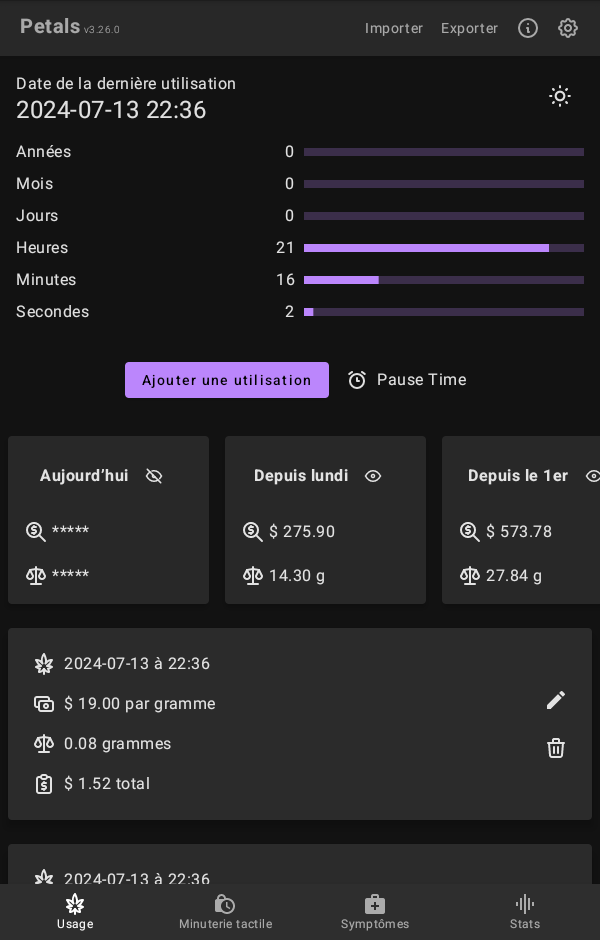 Petals v3.26.0 Importer Exporter
Date de la dernière utilisation
2024-07-13 22:36
Années 0
Mois 0
Jours 0
Heures 21
Minutes 16
Secondes 2
Ajouter une utilisation Pause Time
Aujourd’hui
*****
*****
Depuis lundi
$ 275.90
14.30 g
Depuis le 1er
$ 573.78
27.84 g
2024-07-13 à 22:36
$ 19.00 par gramme
0.08 grammes
$ 1.52 total
2024-07-13 à 22:36
Usage Minuterie tactile Symptômes Stats